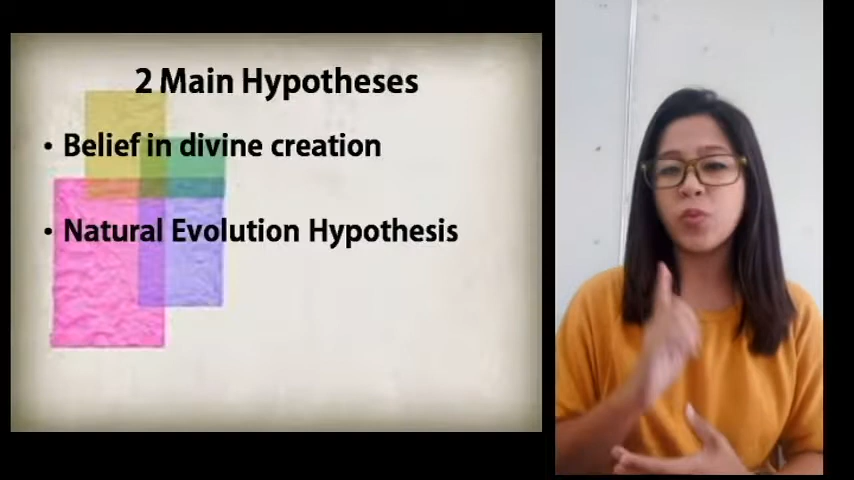 2 Main Hypotheses
• Belief in divine creation
• Natural Evolution Hypothesis